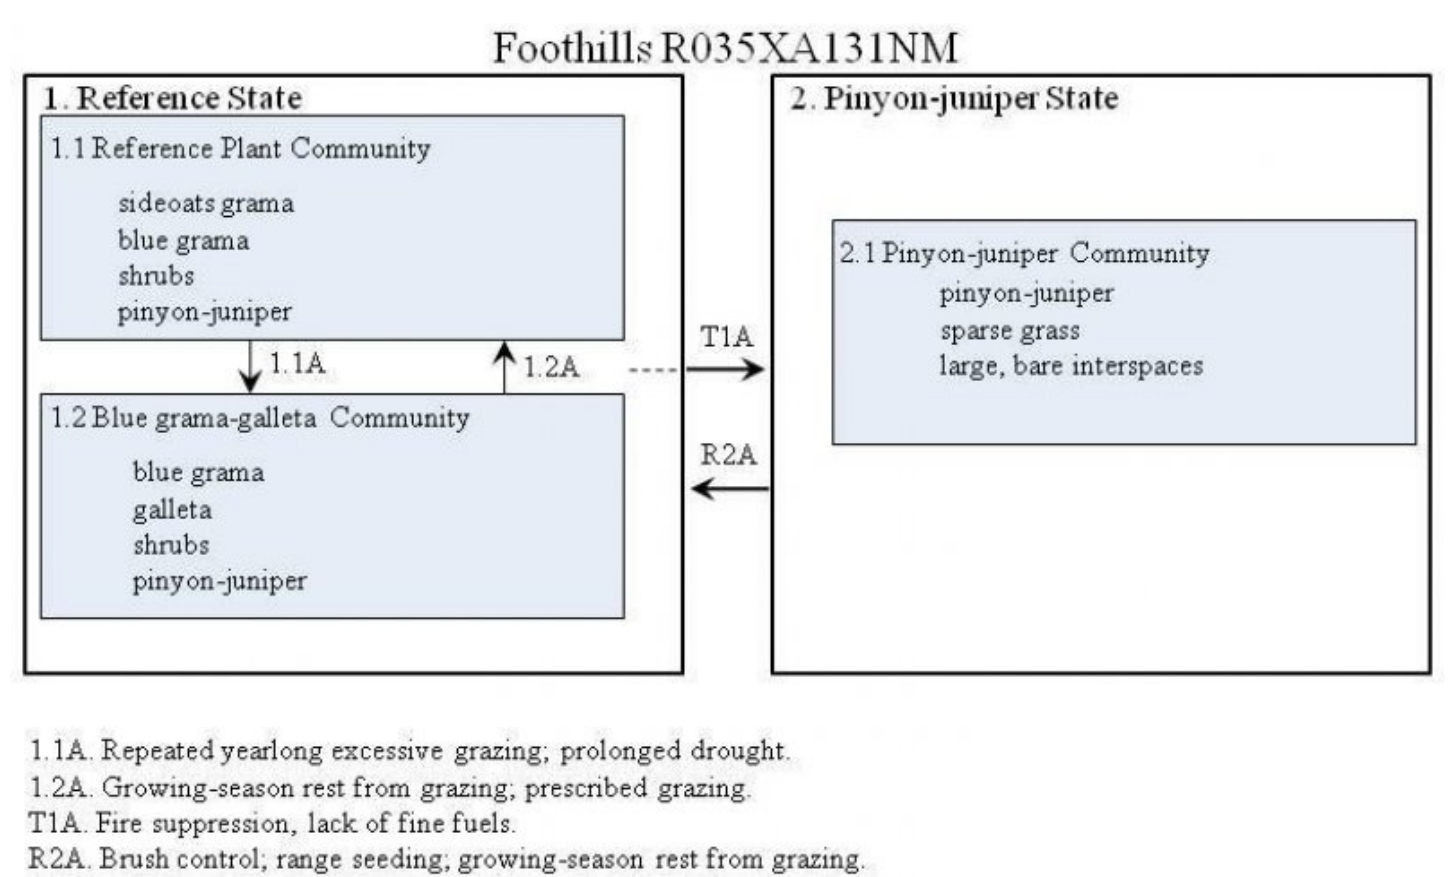 Foothills R035XA131NM
1. Reference State
1.1 Reference Plant Community
sideoats grama
blue grama
shrubs
pinyon-juniper
1.1A
1.2A
1.2 Blue grama-galleta Community
blue grama
galleta
shrubs
pinyon-juniper
T1A
R2A
2. Pinyon-juniper State
2.1 Pinyon-juniper Community
pinyon-juniper
sparse grass
large, bare interspaces
1.1A. Repeated yearlong excessive grazing; prolonged drought.
1.2A. Growing-season rest from grazing; prescribed grazing.
T1A. Fire suppression, lack of fine fuels.
R2A. Brush control; range seeding; growing-season rest from grazing.